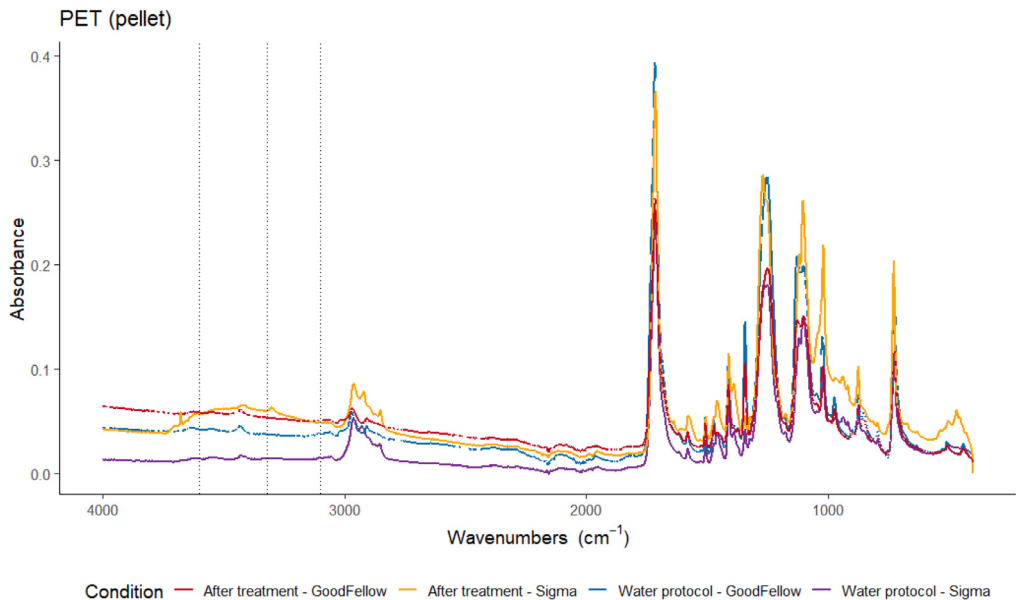 PET (pellet)
0.4
0.3
0.2
0.1
0.0
Absorbance
4000 3000 2000 1000
Wavenumbers (cm⁻¹)
Condition After treatment - GoodFellow After treatment - Sigma Water protocol - GoodFellow Water protocol - Sigma